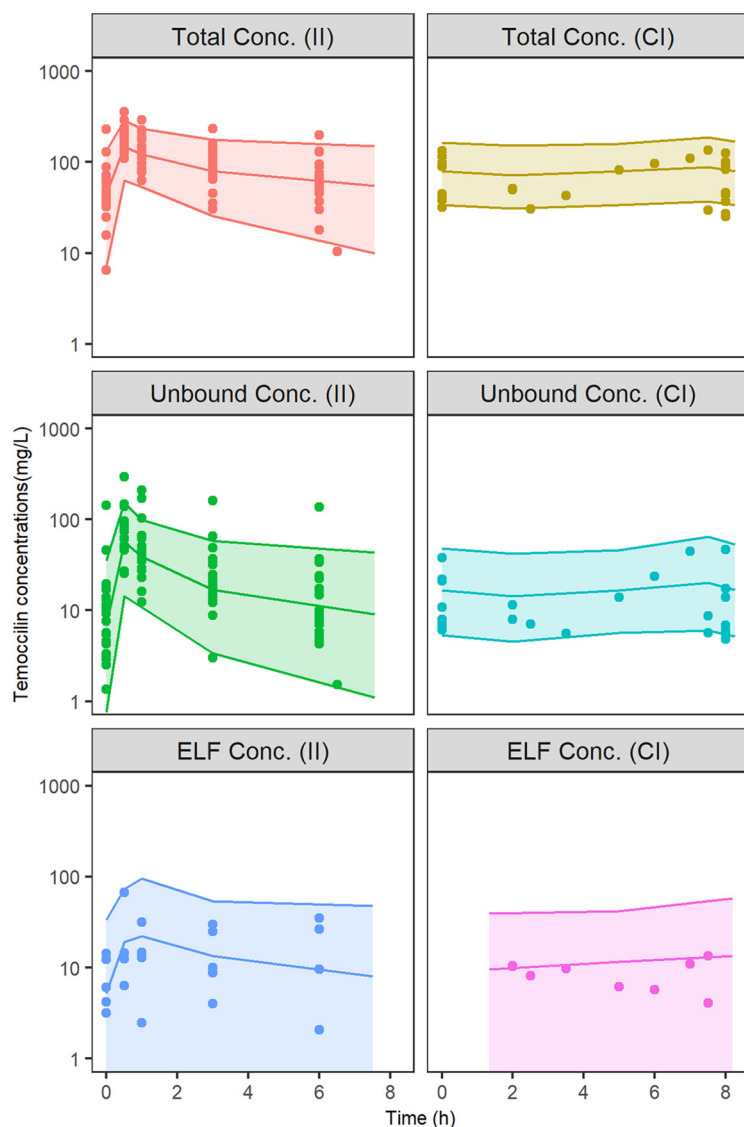 Total Conc. (II)
Total Conc. (CI)
1000
100
10
1
Unbound Conc. (II)
Unbound Conc. (CI)
1000
100
10
1
Temoccilin concentrations(mg/L)
ELF Conc. (II)
ELF Conc. (CI)
1000
100
10
1
0 2 4 6 8 0 2 4 6 8
Time (h)